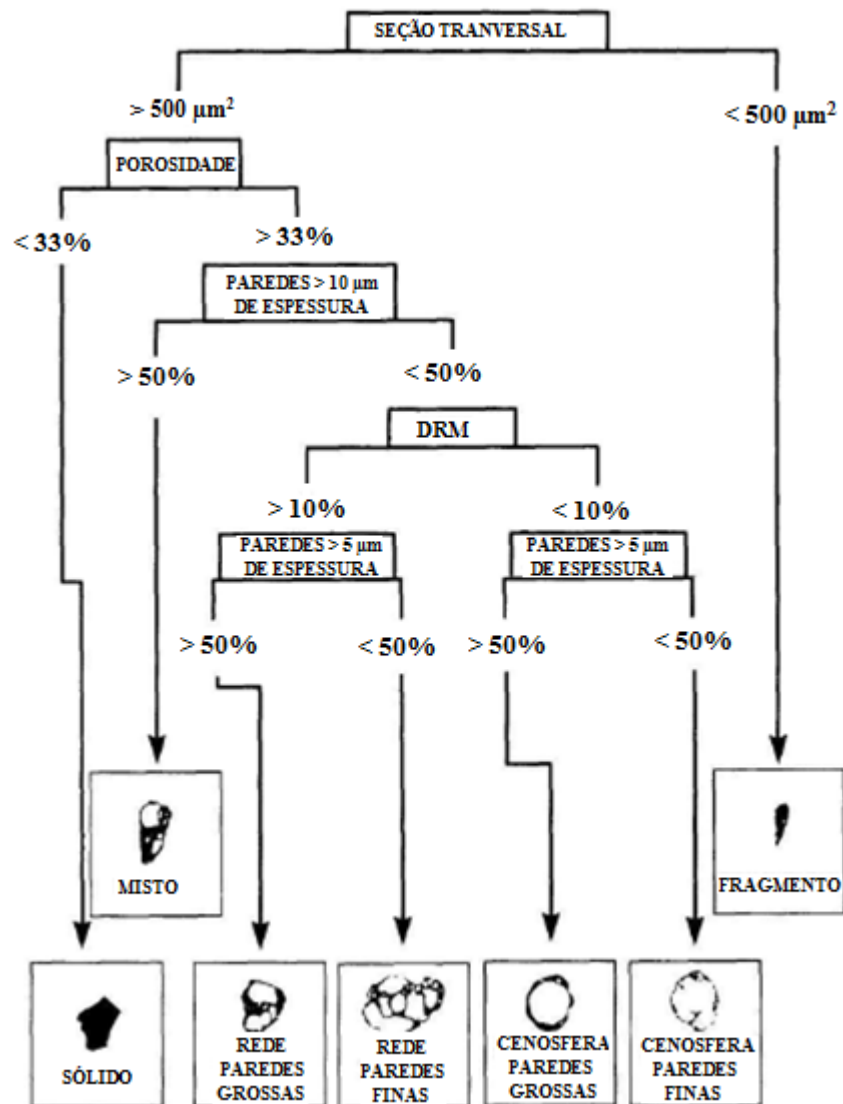 SEÇÃO TRANVERSAL
> 500 µm²
< 500 µm²
POROSIDADE
< 33%
> 33%
PAREDES > 10 µm
DE ESPESSURA
> 50%
< 50%
DRM
> 10%
< 10%
PAREDES > 5 µm
DE ESPESSURA
PAREDES > 5 µm
DE ESPESSURA
> 50%
< 50%
> 50%
< 50%
MISTO
FRAGMENTO
SÓLIDO
REDE
PAREDES
GROSSAS
REDE
PAREDES
FINAS
CENOSFERA
PAREDES
GROSSAS
CENOSFERA
PAREDES
FINAS